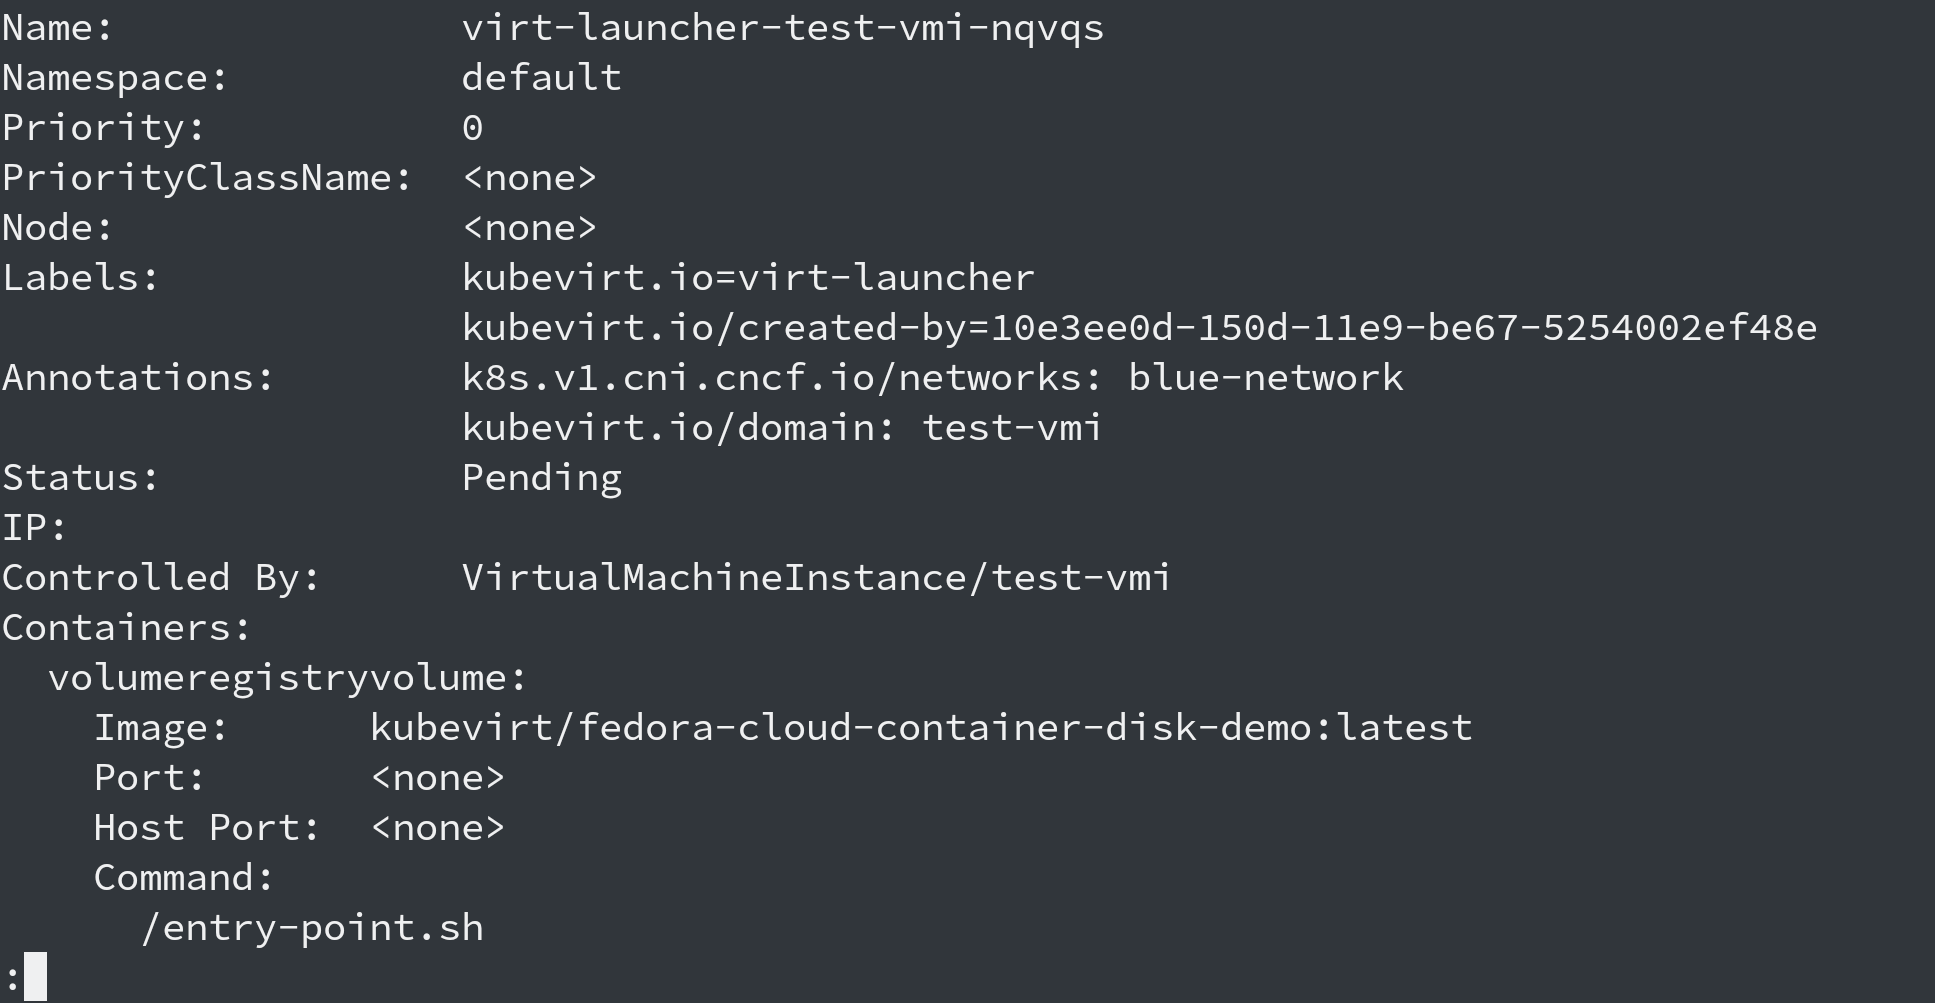 Name:               virt-launcher-test-vmi-nqvqs
Namespace:          default
Priority:           0
PriorityClassName:  <none>
Node:               <none>
Labels:             kubevirt.io=virt-launcher
                    kubevirt.io/created-by=10e3ee0d-150d-11e9-be67-5254002ef48e
Annotations:        k8s.v1.cni.cncf.io/networks: blue-network
                    kubevirt.io/domain: test-vmi
Status:             Pending
IP:
Controlled By:      VirtualMachineInstance/test-vmi
Containers:
  volumeregistryvolume:
    Image:      kubevirt/fedora-cloud-container-disk-demo:latest
    Port:       <none>
    Host Port:  <none>
    Command:
      /entry-point.sh
: